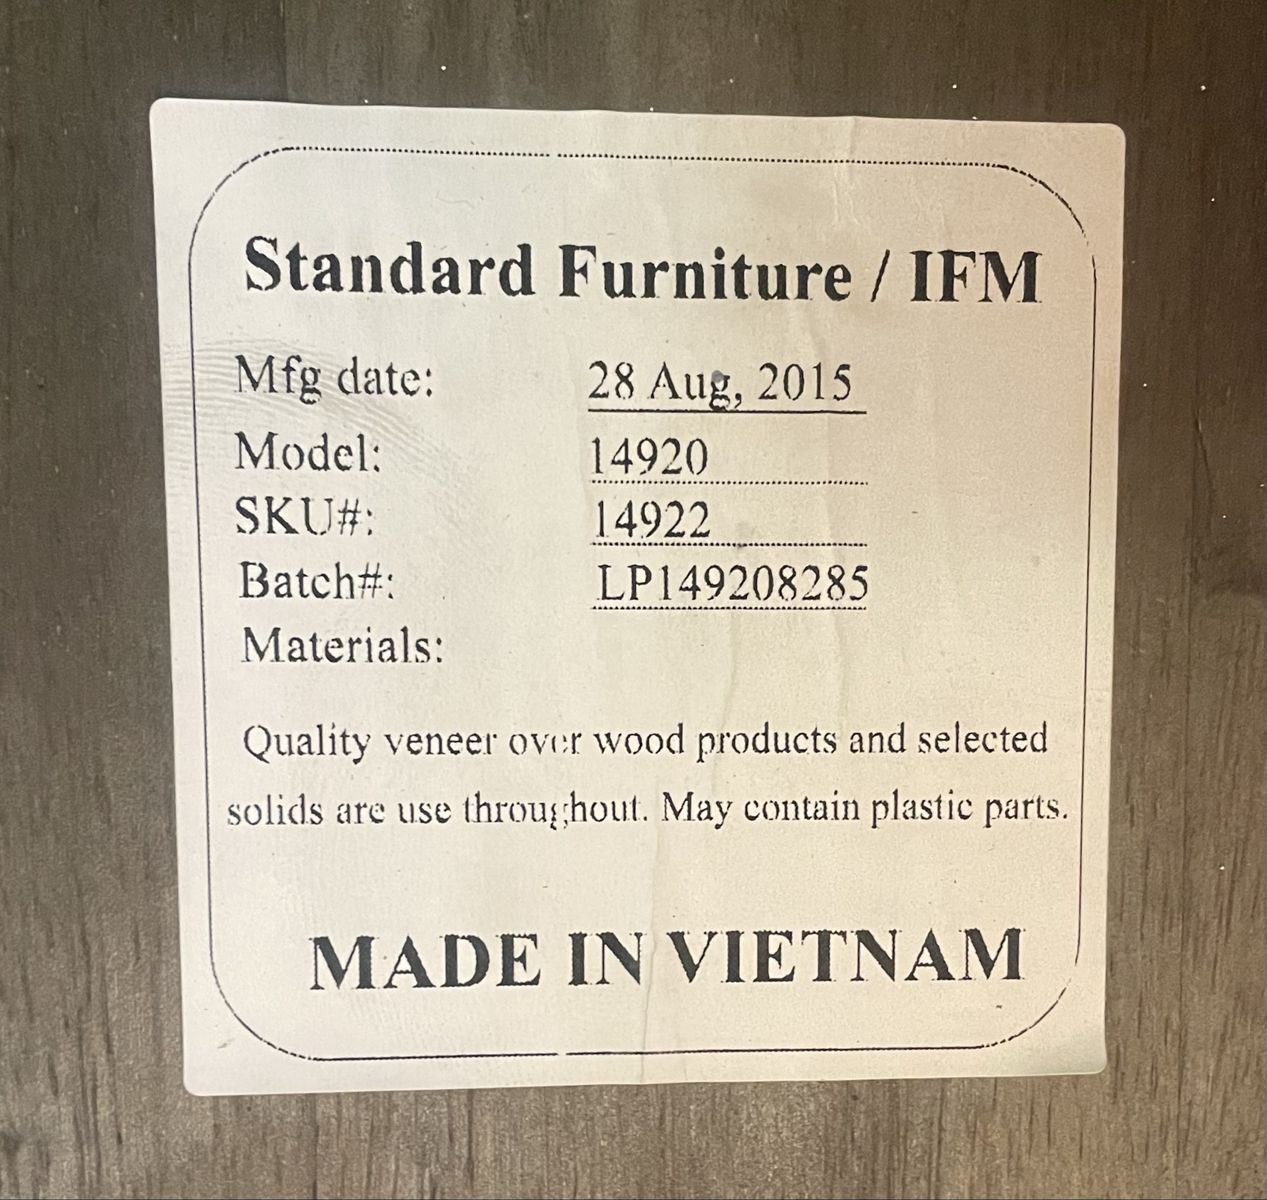 Standard Furniture / IFM
Mfg date: 28 Aug, 2015
Model: 14920
SKU#: 14922
Batch#: LP149208285
Materials:
Quality veneer over wood products and selected
solids are use throughout. May contain plastic parts.
MADE IN VIETNAM